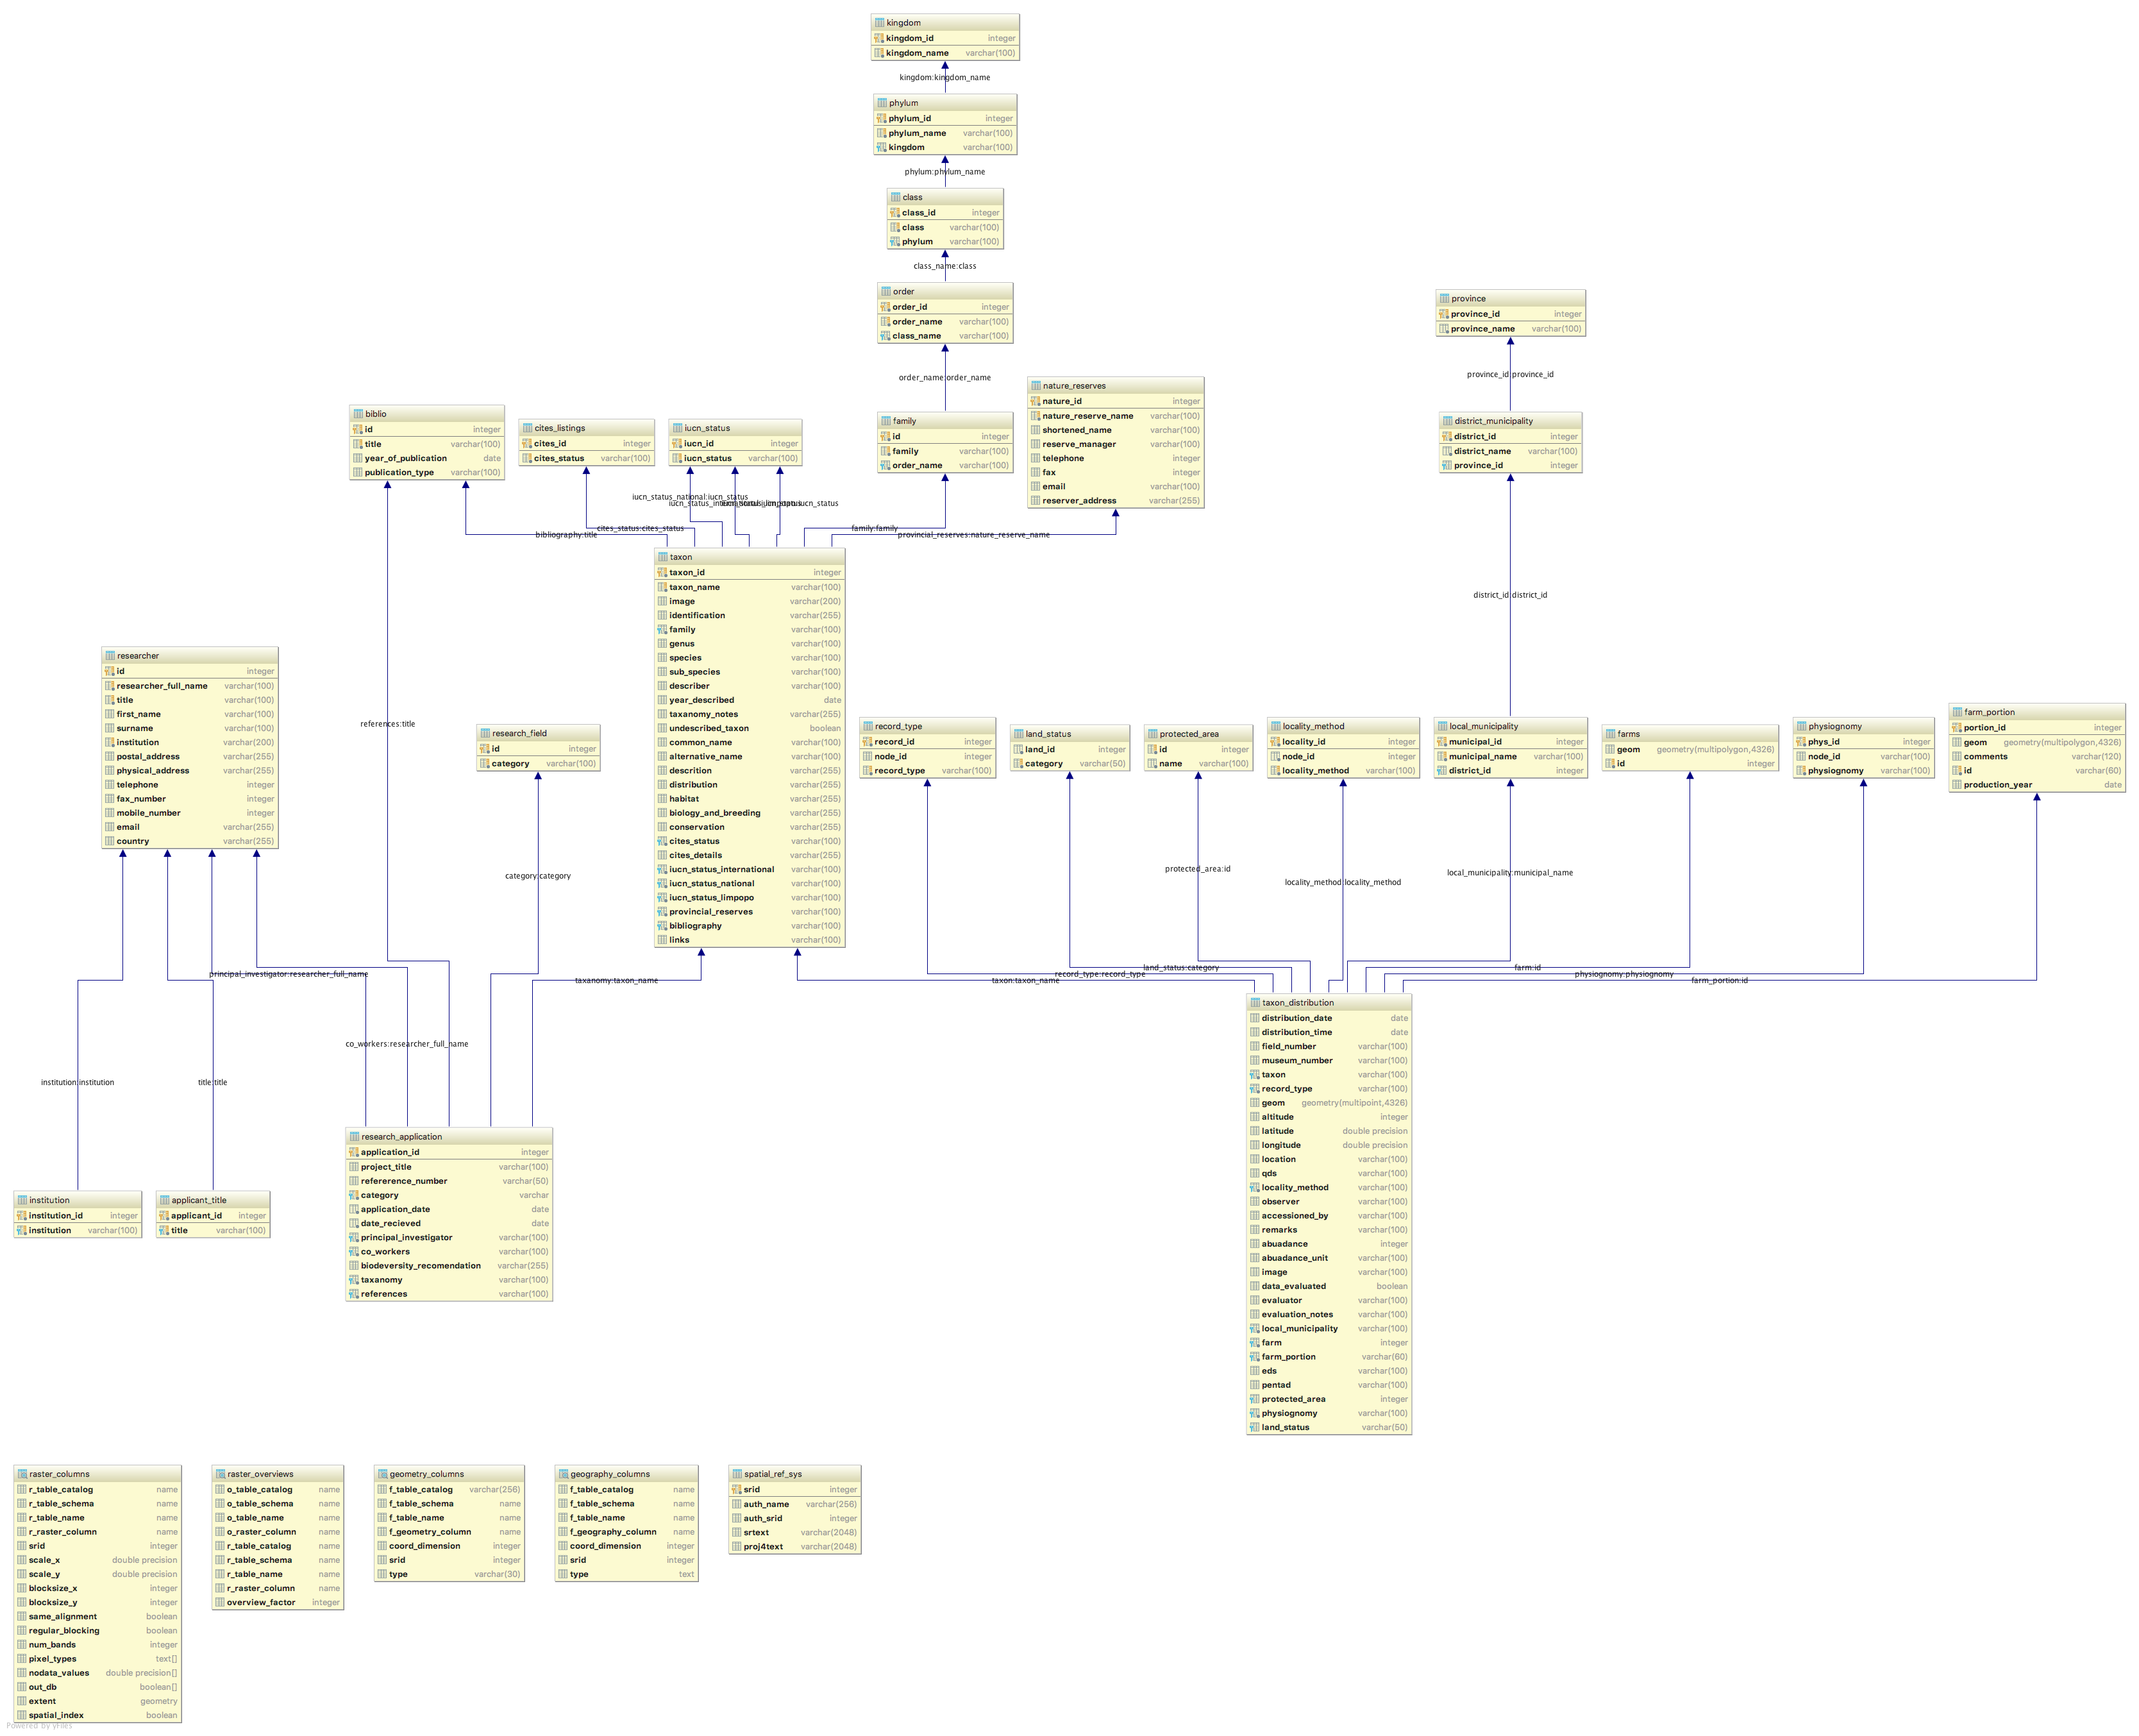 kingdom
kingdom_id integer
kingdom_name varchar(100)
kingdom:kingdom_name
phylum
phylum_id integer
phylum_name varchar(100)
kingdom varchar(100)
phylum:phylum_name
class
class_id integer
class varchar(100)
phylum varchar(100)
class_name:class
order
order_id integer
order_name varchar(100)
class_name varchar(100)
order_name:order_name
province
province_id integer
province_name varchar(100)
province_id:province_id
biblio
id integer
title varchar(100)
year_of_publication date
publication_type varchar(100)
cites_listings
cites_id integer
cites_status varchar(100)
iucn_status
iucn_id integer
iucn_status varchar(100)
family
id integer
family varchar(100)
order_name varchar(100)
nature_reserves
nature_id integer
nature_reserve_name varchar(100)
shortened_name varchar(100)
reserve_manager varchar(100)
telephone integer
fax integer
email varchar(100)
reserver_address varchar(255)
district_municipality
district_id integer
district_name varchar(100)
province_id integer
iucn_status_national:iucn_status
cites_status:cites_status
bibliography:title
family:family
provincial_reserves:nature_reserve_name
district_id:district_id
taxon
taxon_id integer
taxon_name varchar(100)
image varchar(200)
identification varchar(255)
family varchar(100)
genus varchar(100)
species varchar(100)
sub_species varchar(100)
describer varchar(100)
year_described date
taxanomy_notes varchar(255)
undescribed_taxon boolean
common_name varchar(100)
alternative_name varchar(100)
descrition varchar(255)
distribution varchar(255)
habitat varchar(255)
biology_and_breeding varchar(255)
conservation varchar(255)
cites_status varchar(100)
cites_details varchar(255)
iucn_status_international varchar(100)
iucn_status_national varchar(100)
iucn_status_limpopo varchar(100)
provincial_reserves varchar(100)
bibliography varchar(100)
links varchar(100)
researcher
id integer
researcher_full_name varchar(100)
title varchar(100)
first_name varchar(100)
surname varchar(100)
institution varchar(200)
postal_address varchar(255)
physical_address varchar(255)
telephone integer
fax_number integer
mobile_number integer
email varchar(255)
country varchar(255)
references:title
research_field
id integer
category varchar(100)
record_type
record_id integer
node_id integer
record_type varchar(100)
land_status
land_id integer
category varchar(50)
protected_area
id integer
name varchar(100)
locality_method
locality_id integer
node_id integer
locality_method varchar(100)
local_municipality
municipal_id integer
municipal_name varchar(100)
district_id integer
farms
geom geometry(multipolygon,4326)
id integer
physiognomy
phys_id integer
node_id varchar(100)
physiognomy varchar(100)
farm_portion
portion_id integer
geom geometry(multipolygon,4326)
comments varchar(120)
id varchar(60)
production_year date
category:category
protected_area:id
locality_method:locality_method
local_municipality:municipal_name
principal_investigator:researcher_full_name
taxanomy:taxon_name
land_status:category
record_type:record_type
taxon:taxon_name
farm:id
physiognomy:physiognomy
farm_portion:id
co_workers:researcher_full_name
institution:institution
title:title
taxon_distribution
distribution_date date
distribution_time date
field_number varchar(100)
museum_number varchar(100)
taxon varchar(100)
record_type varchar(100)
geom geometry(multipoint,4326)
altitude integer
latitude double precision
longitude double precision
location varchar(100)
qds varchar(100)
locality_method varchar(100)
observer varchar(100)
accessioned_by varchar(100)
remarks varchar(100)
abuadance integer
abuadance_unit varchar(100)
image varchar(100)
data_evaluated boolean
evaluator varchar(100)
evaluation_notes varchar(100)
local_municipality varchar(100)
farm integer
farm_portion varchar(60)
eds varchar(100)
pentad varchar(100)
protected_area integer
physiognomy varchar(100)
land_status varchar(50)
research_application
application_id integer
project_title varchar(100)
refererence_number varchar(50)
category varchar
application_date date
date_recieved date
principal_investigator varchar(100)
co_workers varchar(100)
biodeversity_recomendation varchar(255)
taxanomy varchar(100)
references varchar(100)
institution
institution_id integer
institution varchar(100)
applicant_title
applicant_id integer
title varchar(100)
raster_columns
r_table_catalog name
r_table_schema name
r_table_name name
r_raster_column name
srid integer
scale_x double precision
scale_y double precision
blocksize_x integer
blocksize_y integer
same_alignment boolean
regular_blocking boolean
num_bands integer
pixel_types text[]
nodata_values double precision[]
out_db boolean[]
extent geometry
spatial_index boolean
raster_overviews
o_table_catalog name
o_table_schema name
o_table_name name
o_raster_column name
r_table_catalog name
r_table_schema name
r_table_name name
r_raster_column name
overview_factor integer
geometry_columns
f_table_catalog varchar(256)
f_table_schema name
f_table_name name
f_geometry_column name
coord_dimension integer
srid integer
type varchar(30)
geography_columns
f_table_catalog name
f_table_schema name
f_table_name name
f_geography_column name
coord_dimension integer
srid integer
type text
spatial_ref_sys
srid integer
auth_name varchar(256)
auth_srid integer
srtext varchar(2048)
proj4text varchar(2048)
Powered by yFiles